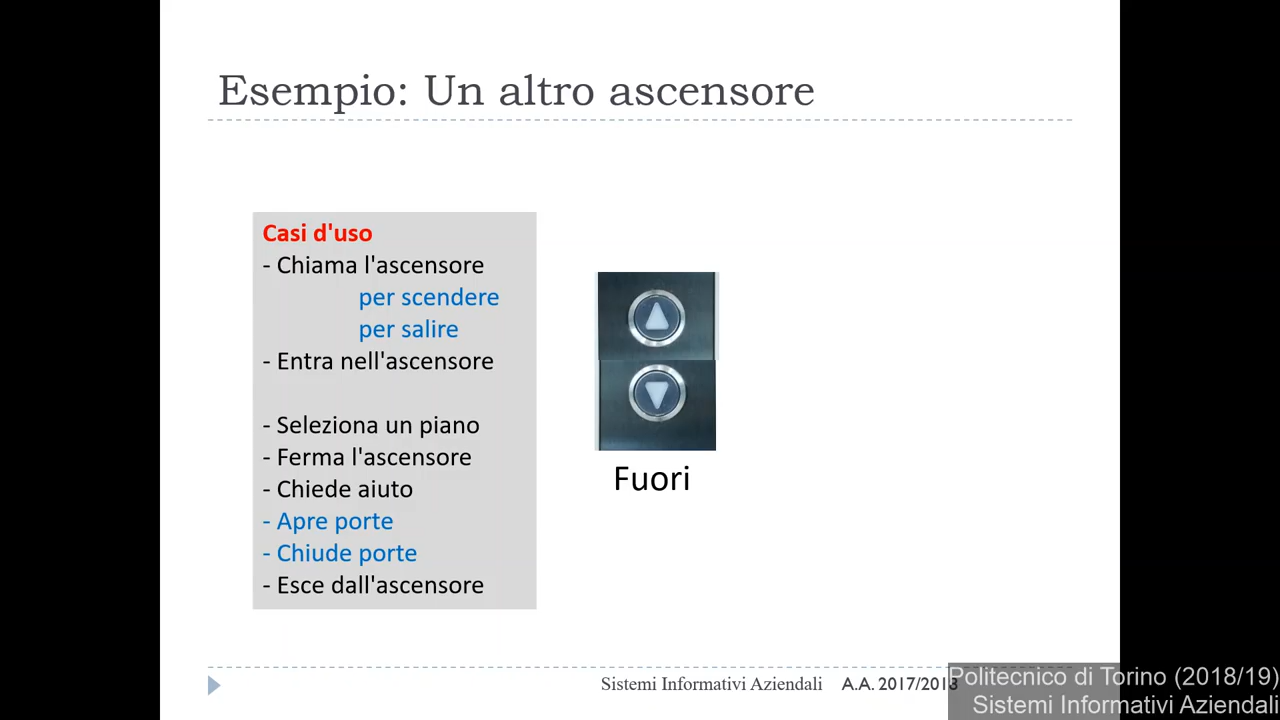 Esempio: Un altro ascensore
Casi d'uso
- Chiama l'ascensore
per scendere
per salire
- Entra nell'ascensore
- Seleziona un piano
- Ferma l'ascensore
- Chiede aiuto
- Apre porte
- Chiude porte
- Esce dall'ascensore
Fuori
Sistemi Informativi Aziendali A.A. 2017/2018
Politecnico di Torino (2018/19)
Sistemi Informativi Aziendali